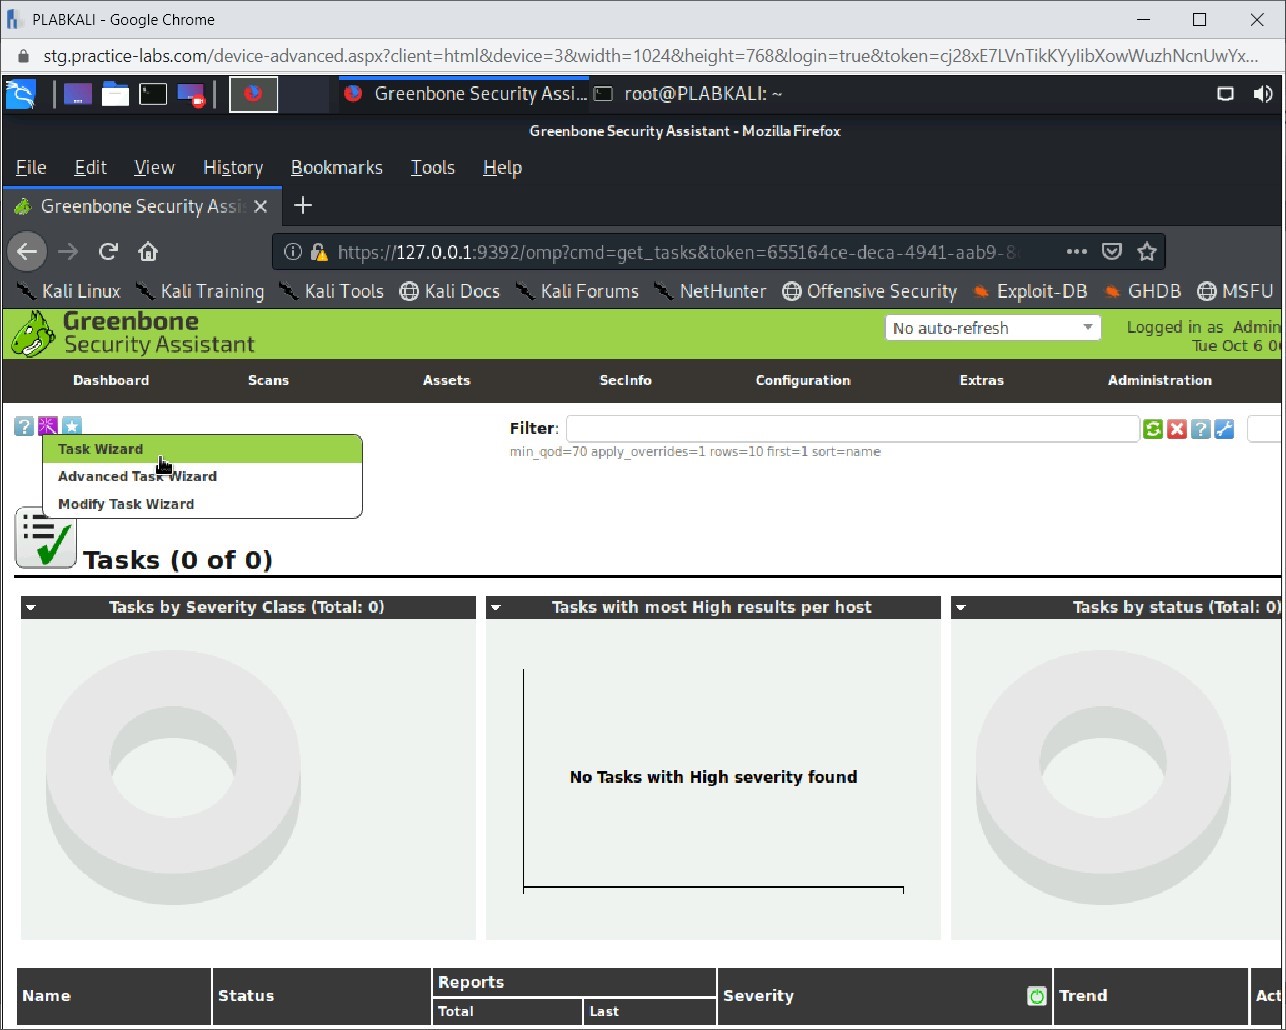 PLABKALI - Google Chrome
stg.practice-labs.com/device-advanced.aspx?client=html&device=3&width=1024&height=768&login=true&token=cj28xE7LVnTikKYylibXowWuzhNcnUwYx...
Greenbone Security Assi... root@PLABKALI: ~
Greenbone Security Assistant - Mozilla Firefox
File Edit View History Bookmarks Tools Help
Greenbone Security Assi
https://127.0.0.1:9392/omp?cmd=get_tasks&token=655164ce-deca-4941-aab9-8
Kali Linux Kali Training Kali Tools Kali Docs Kali Forums NetHunter Offensive Security Exploit-DB GHDB MSFU
Greenbone
Security Assistant
No auto-refresh
Logged in as Admin
Tue Oct 6 0
Dashboard Scans Assets SecInfo Configuration Extras Administration
Filter:
min_qod=70 apply_overrides=1 rows=10 first=1 sort=name
Task Wizard
Advanced Task Wizard
Modify Task Wizard
Tasks (0 of 0)
Tasks by Severity Class (Total: 0) Tasks with most High results per host Tasks by status (Total: 0)
No Tasks with High severity found
Name Status Reports Severity Trend Act
Total Last